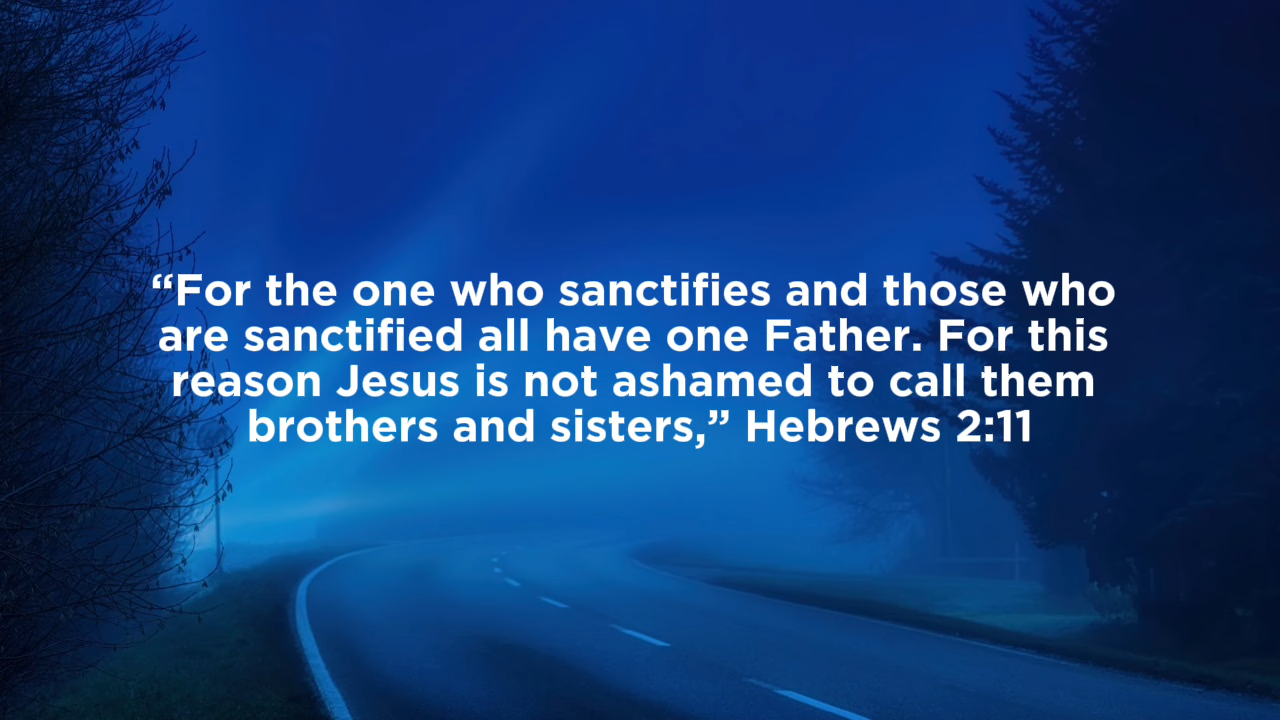 “For the one who sanctifies and those who
are sanctified all have one Father. For this
reason Jesus is not ashamed to call them
brothers and sisters,” Hebrews 2:11